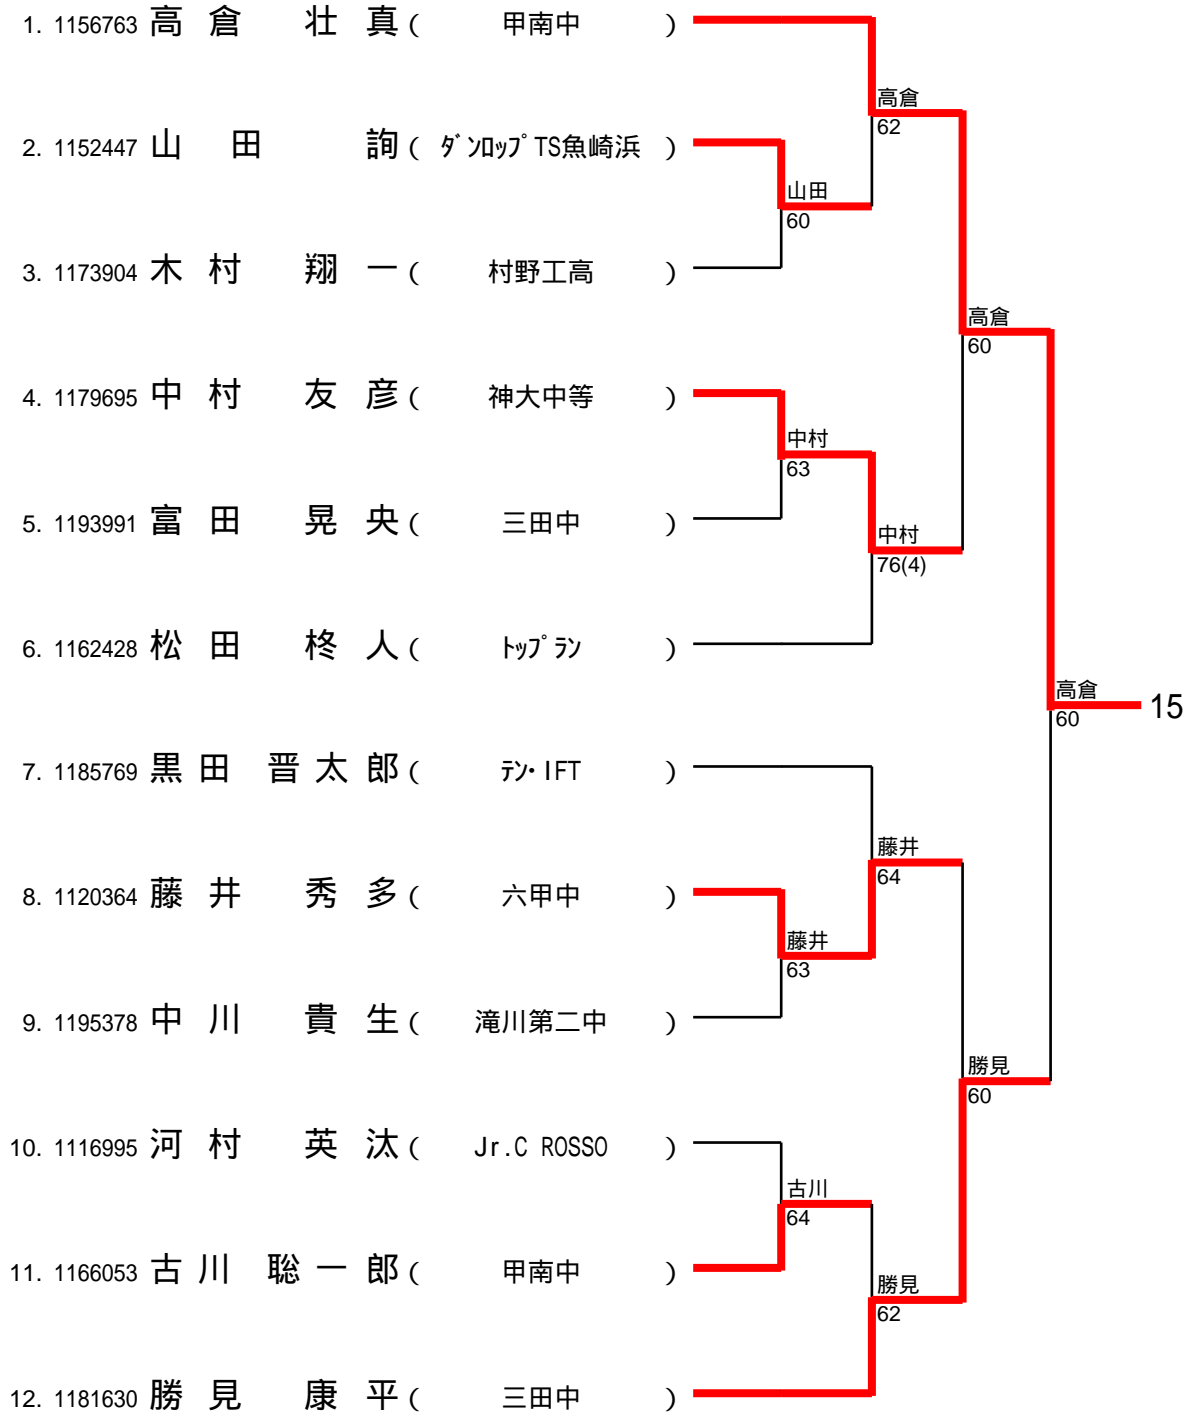 1. 1156763 高倉 壮真 ( 甲南中 )
高倉
62
2. 1152447 山田 詢 ( ﾀﾞﾝﾛｯﾌﾟTS魚崎浜 )
山田
60
3. 1173904 木村 翔一 ( 村野工高 )
高倉
60
4. 1179695 中村 友彦 ( 神大中等 )
中村
63
5. 1193991 富田 晃央 ( 三田中 )
中村
76(4)
6. 1162428 松田 柊人 ( ﾄｯﾌﾟﾗﾝ )
高倉
60
15
7. 1185769 黒田 晋太郎 ( ﾃﾝ・IFT )
藤井
64
8. 1120364 藤井 秀多 ( 六甲中 )
藤井
63
9. 1195378 中川 貴生 ( 滝川第二中 )
勝見
60
10. 1116995 河村 英汰 ( Jr.C ROSSO )
古川
64
11. 1166053 古川 聡一郎 ( 甲南中 )
勝見
62
12. 1181630 勝見 康平 ( 三田中 )